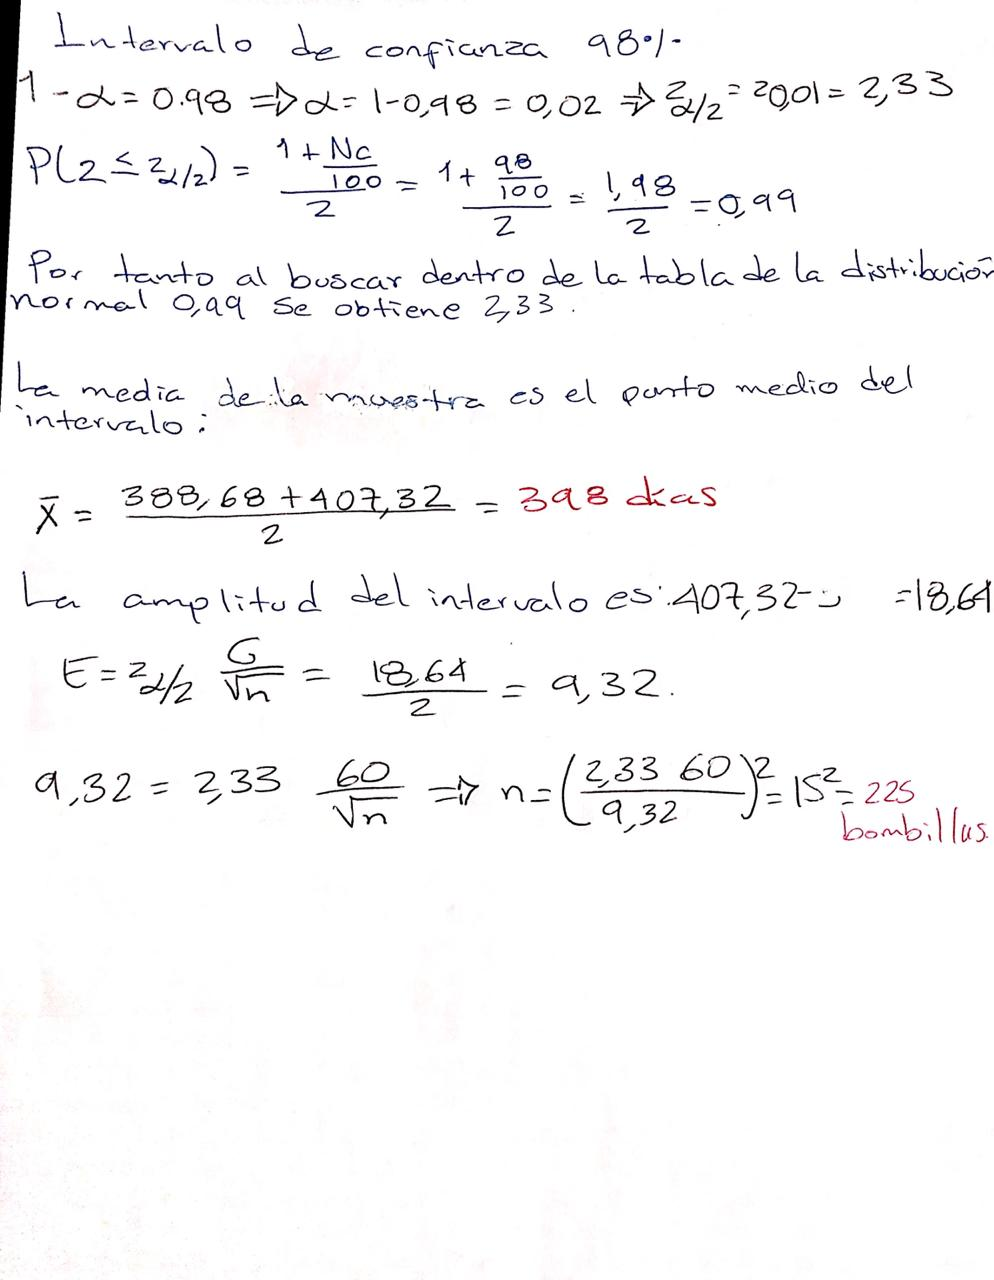 Intervalo de confianza 98%
1-α = 0.98 => α = 1-0,98 = 0,02 => z α/2 = z0,01 = 2,33
P(z ≤ z α/2) = (1 + Nc/100)/2 = (1 + 98/100)/2 = 1,98/2 = 0,99
Por tanto al buscar dentro de la tabla de la distribución
normal 0,99 se obtiene 2,33.
La media de la muestra es el punto medio del
intervalo:
x̄ = (388,68 + 407,32)/2 = 398 dias
La amplitud del intervalo es: 407,32- =18,64
E = z α/2 G/√n = 18,64/2 = 9,32.
9,32 = 2,33 60/√n => n = (2,33 60/9,32)² = 15² = 225
bombillas.